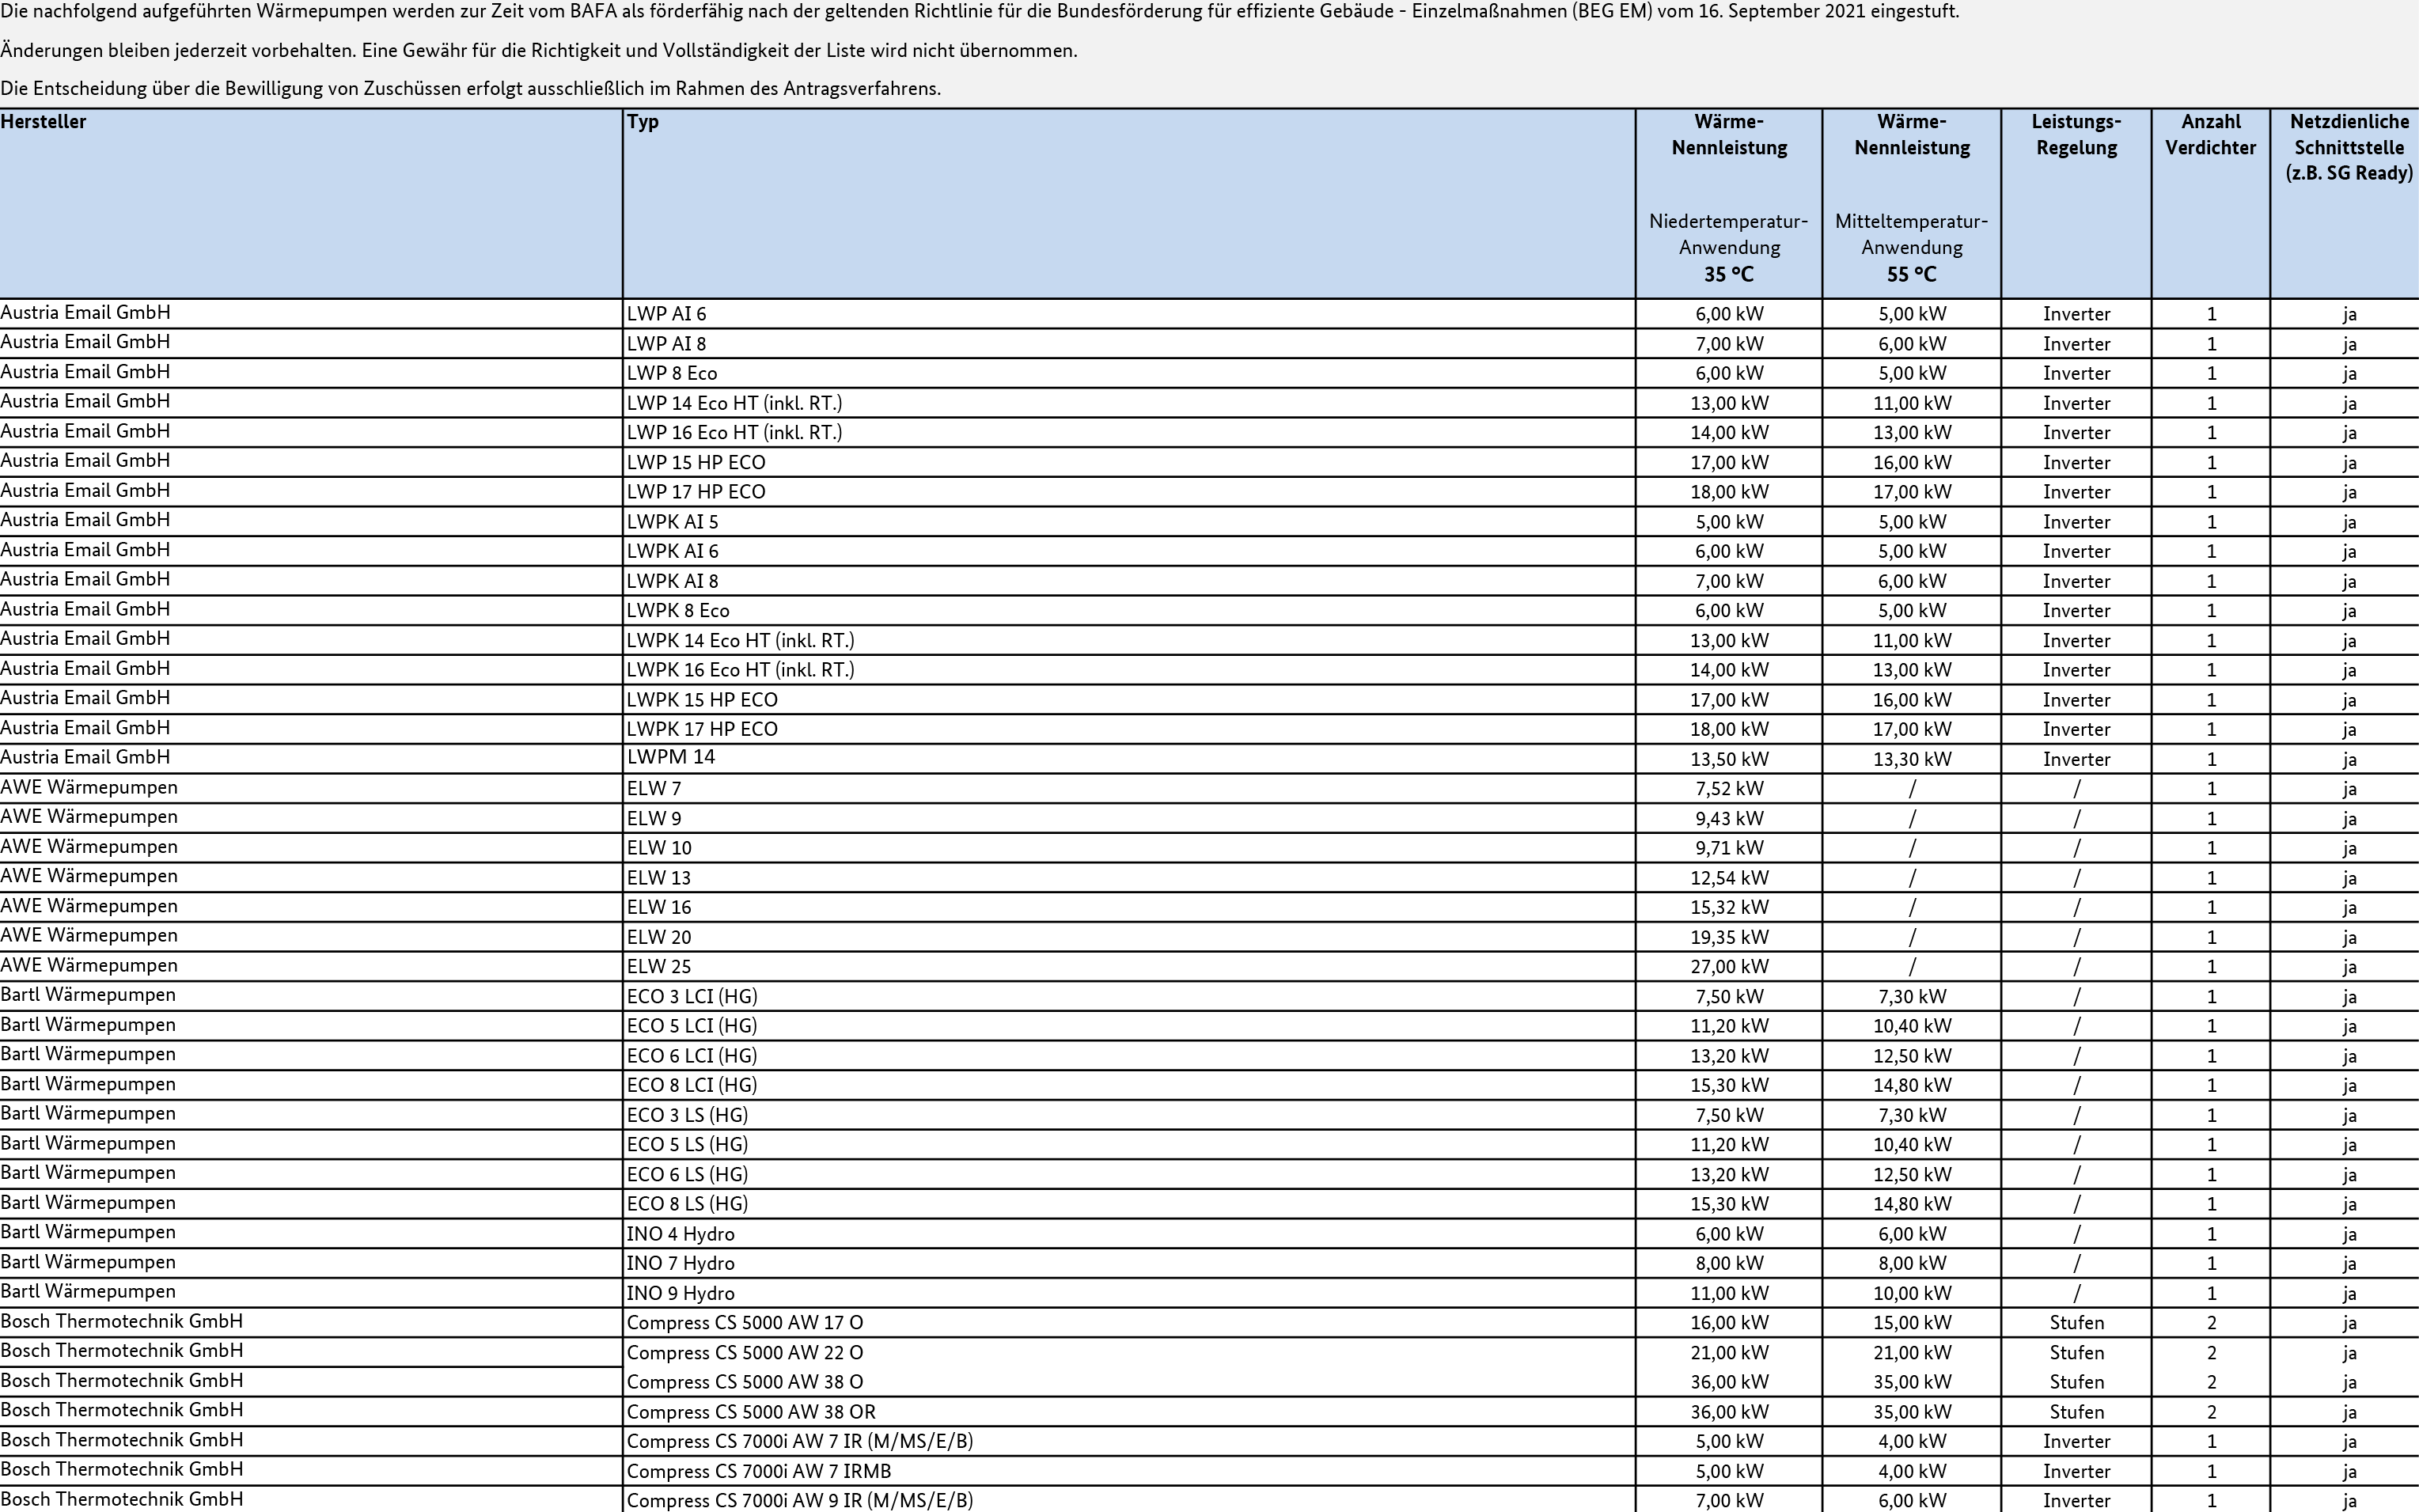 Die nachfolgend aufgeführten Wärmepumpen werden zur Zeit vom BAFA als förderfähig nach der geltenden Richtlinie für die Bundesförderung für effiziente Gebäude - Einzelmaßnahmen (BEG EM) vom 16. September 2021 eingestuft.
Änderungen bleiben jederzeit vorbehalten. Eine Gewähr für die Richtigkeit und Vollständigkeit der Liste wird nicht übernommen.
Die Entscheidung über die Bewilligung von Zuschüssen erfolgt ausschließlich im Rahmen des Antragsverfahrens.
Hersteller Typ Wärme- Wärme- Leistungs- Anzahl Netzdienliche
Nennleistung Nennleistung Regelung Verdichter Schnittstelle
(z.B. SG Ready)
Niedertemperatur- Mitteltemperatur-
Anwendung Anwendung
35 °C 55 °C
Austria Email GmbH LWP AI 6 6,00 kW 5,00 kW Inverter 1 ja
Austria Email GmbH LWP AI 8 7,00 kW 6,00 kW Inverter 1 ja
Austria Email GmbH LWP 8 Eco 6,00 kW 5,00 kW Inverter 1 ja
Austria Email GmbH LWP 14 Eco HT (inkl. RT.) 13,00 kW 11,00 kW Inverter 1 ja
Austria Email GmbH LWP 16 Eco HT (inkl. RT.) 14,00 kW 13,00 kW Inverter 1 ja
Austria Email GmbH LWP 15 HP ECO 17,00 kW 16,00 kW Inverter 1 ja
Austria Email GmbH LWP 17 HP ECO 18,00 kW 17,00 kW Inverter 1 ja
Austria Email GmbH LWPK AI 5 5,00 kW 5,00 kW Inverter 1 ja
Austria Email GmbH LWPK AI 6 6,00 kW 5,00 kW Inverter 1 ja
Austria Email GmbH LWPK AI 8 7,00 kW 6,00 kW Inverter 1 ja
Austria Email GmbH LWPK 8 Eco 6,00 kW 5,00 kW Inverter 1 ja
Austria Email GmbH LWPK 14 Eco HT (inkl. RT.) 13,00 kW 11,00 kW Inverter 1 ja
Austria Email GmbH LWPK 16 Eco HT (inkl. RT.) 14,00 kW 13,00 kW Inverter 1 ja
Austria Email GmbH LWPK 15 HP ECO 17,00 kW 16,00 kW Inverter 1 ja
Austria Email GmbH LWPK 17 HP ECO 18,00 kW 17,00 kW Inverter 1 ja
Austria Email GmbH LWPM 14 13,50 kW 13,30 kW Inverter 1 ja
AWE Wärmepumpen ELW 7 7,52 kW / / 1 ja
AWE Wärmepumpen ELW 9 9,43 kW / / 1 ja
AWE Wärmepumpen ELW 10 9,71 kW / / 1 ja
AWE Wärmepumpen ELW 13 12,54 kW / / 1 ja
AWE Wärmepumpen ELW 16 15,32 kW / / 1 ja
AWE Wärmepumpen ELW 20 19,35 kW / / 1 ja
AWE Wärmepumpen ELW 25 27,00 kW / / 1 ja
Bartl Wärmepumpen ECO 3 LCI (HG) 7,50 kW 7,30 kW / 1 ja
Bartl Wärmepumpen ECO 5 LCI (HG) 11,20 kW 10,40 kW / 1 ja
Bartl Wärmepumpen ECO 6 LCI (HG) 13,20 kW 12,50 kW / 1 ja
Bartl Wärmepumpen ECO 8 LCI (HG) 15,30 kW 14,80 kW / 1 ja
Bartl Wärmepumpen ECO 3 LS (HG) 7,50 kW 7,30 kW / 1 ja
Bartl Wärmepumpen ECO 5 LS (HG) 11,20 kW 10,40 kW / 1 ja
Bartl Wärmepumpen ECO 6 LS (HG) 13,20 kW 12,50 kW / 1 ja
Bartl Wärmepumpen ECO 8 LS (HG) 15,30 kW 14,80 kW / 1 ja
Bartl Wärmepumpen INO 4 Hydro 6,00 kW 6,00 kW / 1 ja
Bartl Wärmepumpen INO 7 Hydro 8,00 kW 8,00 kW / 1 ja
Bartl Wärmepumpen INO 9 Hydro 11,00 kW 10,00 kW / 1 ja
Bosch Thermotechnik GmbH Compress CS 5000 AW 17 O 16,00 kW 15,00 kW Stufen 2 ja
Bosch Thermotechnik GmbH Compress CS 5000 AW 22 O 21,00 kW 21,00 kW Stufen 2 ja
Bosch Thermotechnik GmbH Compress CS 5000 AW 38 O 36,00 kW 35,00 kW Stufen 2 ja
Bosch Thermotechnik GmbH Compress CS 5000 AW 38 OR 36,00 kW 35,00 kW Stufen 2 ja
Bosch Thermotechnik GmbH Compress CS 7000i AW 7 IR (M/MS/E/B) 5,00 kW 4,00 kW Inverter 1 ja
Bosch Thermotechnik GmbH Compress CS 7000i AW 7 IRMB 5,00 kW 4,00 kW Inverter 1 ja
Bosch Thermotechnik GmbH Compress CS 7000i AW 9 IR (M/MS/E/B) 7,00 kW 6,00 kW Inverter 1 ja